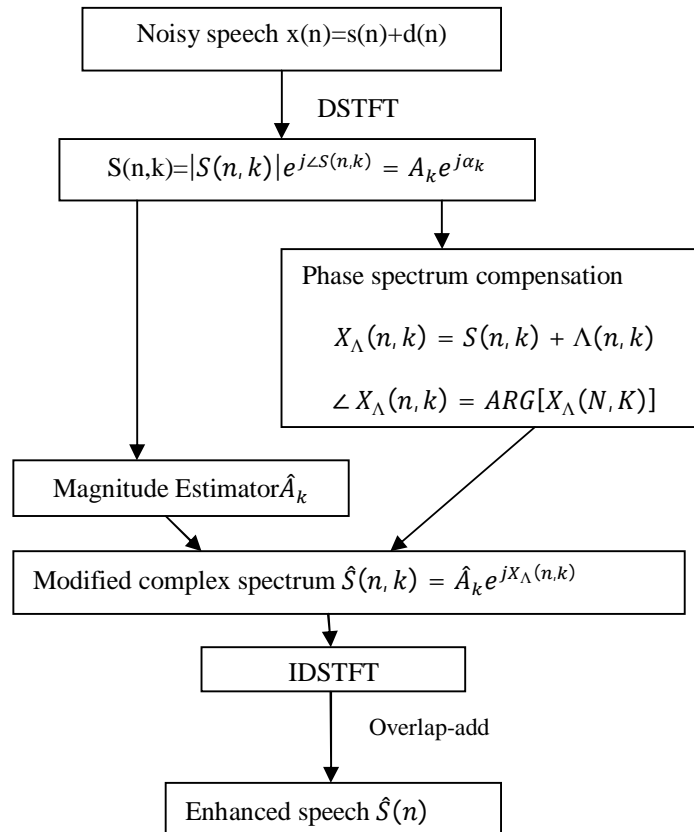 Noisy speech x(n)=s(n)+d(n)
DSTFT
S(n,k)=|S(n,k)|e^{j∠S(n,k)} = A_k e^{jα_k}
Phase spectrum compensation
X_Λ(n,k) = S(n,k) + Λ(n,k)
∠ X_Λ(n,k) = ARG[X_Λ(N,K)]
Magnitude Estimator Â_k
Modified complex spectrum Ŝ(n,k) = Â_k e^{jX_Λ(n,k)}
IDSTFT
Overlap-add
Enhanced speech Ŝ(n)